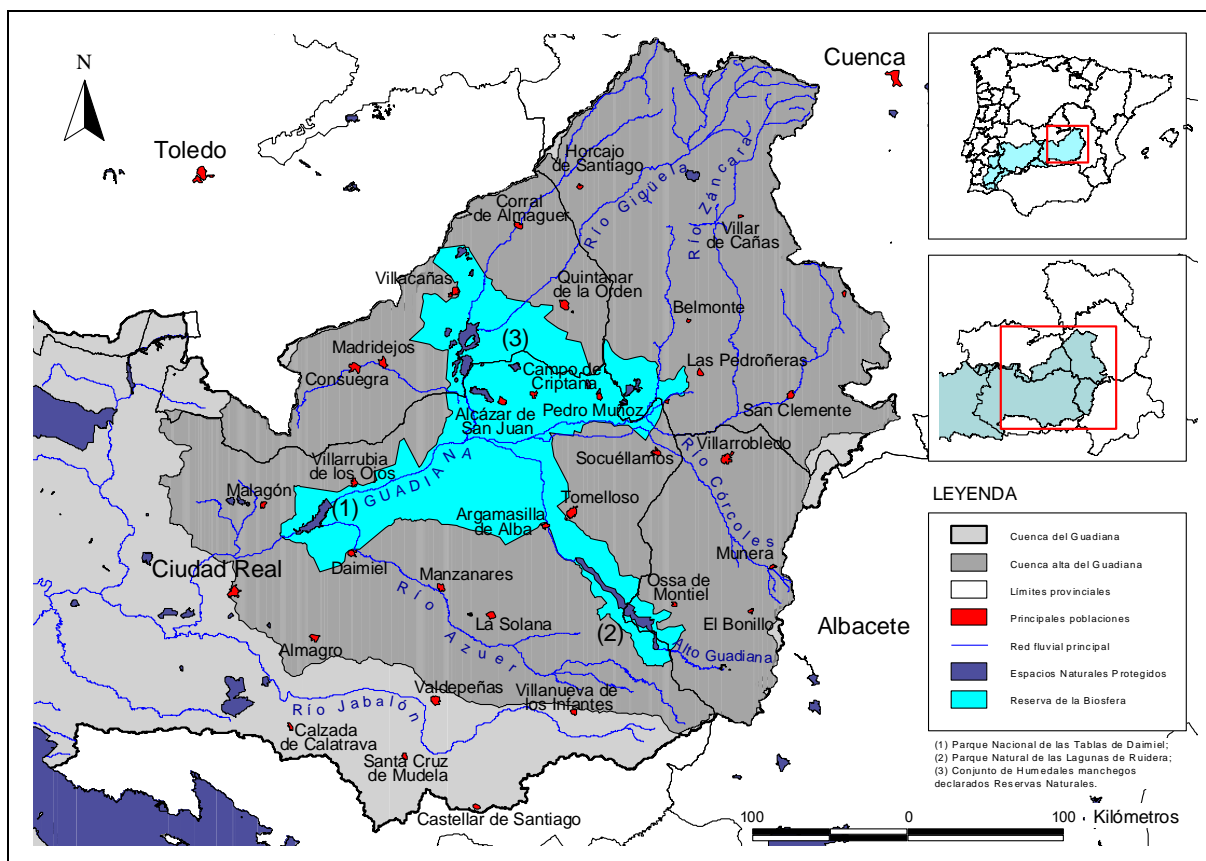 N
Cuenca
Toledo
Horcajo
de Santiago
Río Gigüela
Río Záncara
Corral
de Almaguer
Villar
de Cañas
Villacañas
Quintanar
de la Orden
Belmonte
(3)
Madridejos
Consuegra
Campo de
Criptana
Las Pedroñeras
Alcázar de
San Juan
Pedro Muñoz
San Clemente
Villarrubia
de los Ojos
GUADIANA
Socuéllamos
Villarrobledo
Río Córcoles
Malagón
(1)
Tomelloso
Argamasilla
de Alba
Munera
Ciudad Real
Daimiel
Manzanares
Ossa de
Montiel
Río Azuer
La Solana
(2)
El Bonillo
Albacete
Almagro
Alto Guadiana
Valdepeñas
Villanueva de
los Infantes
Río Jabalón
Calzada
de Calatrava
Santa Cruz
de Mudela
Castellar de Santiago
LEYENDA
Cuenca del Guadiana
Cuenca alta del Guadiana
Límites provinciales
Principales poblaciones
Red fluvial principal
Espacios Naturales Protegidos
Reserva de la Biosfera
(1) Parque Nacional de las Tablas de Daimiel;
(2) Parque Natural de las Lagunas de Ruidera;
(3) Conjunto de Humedales manchegos
declarados Reservas Naturales.
100 0 100 Kilómetros